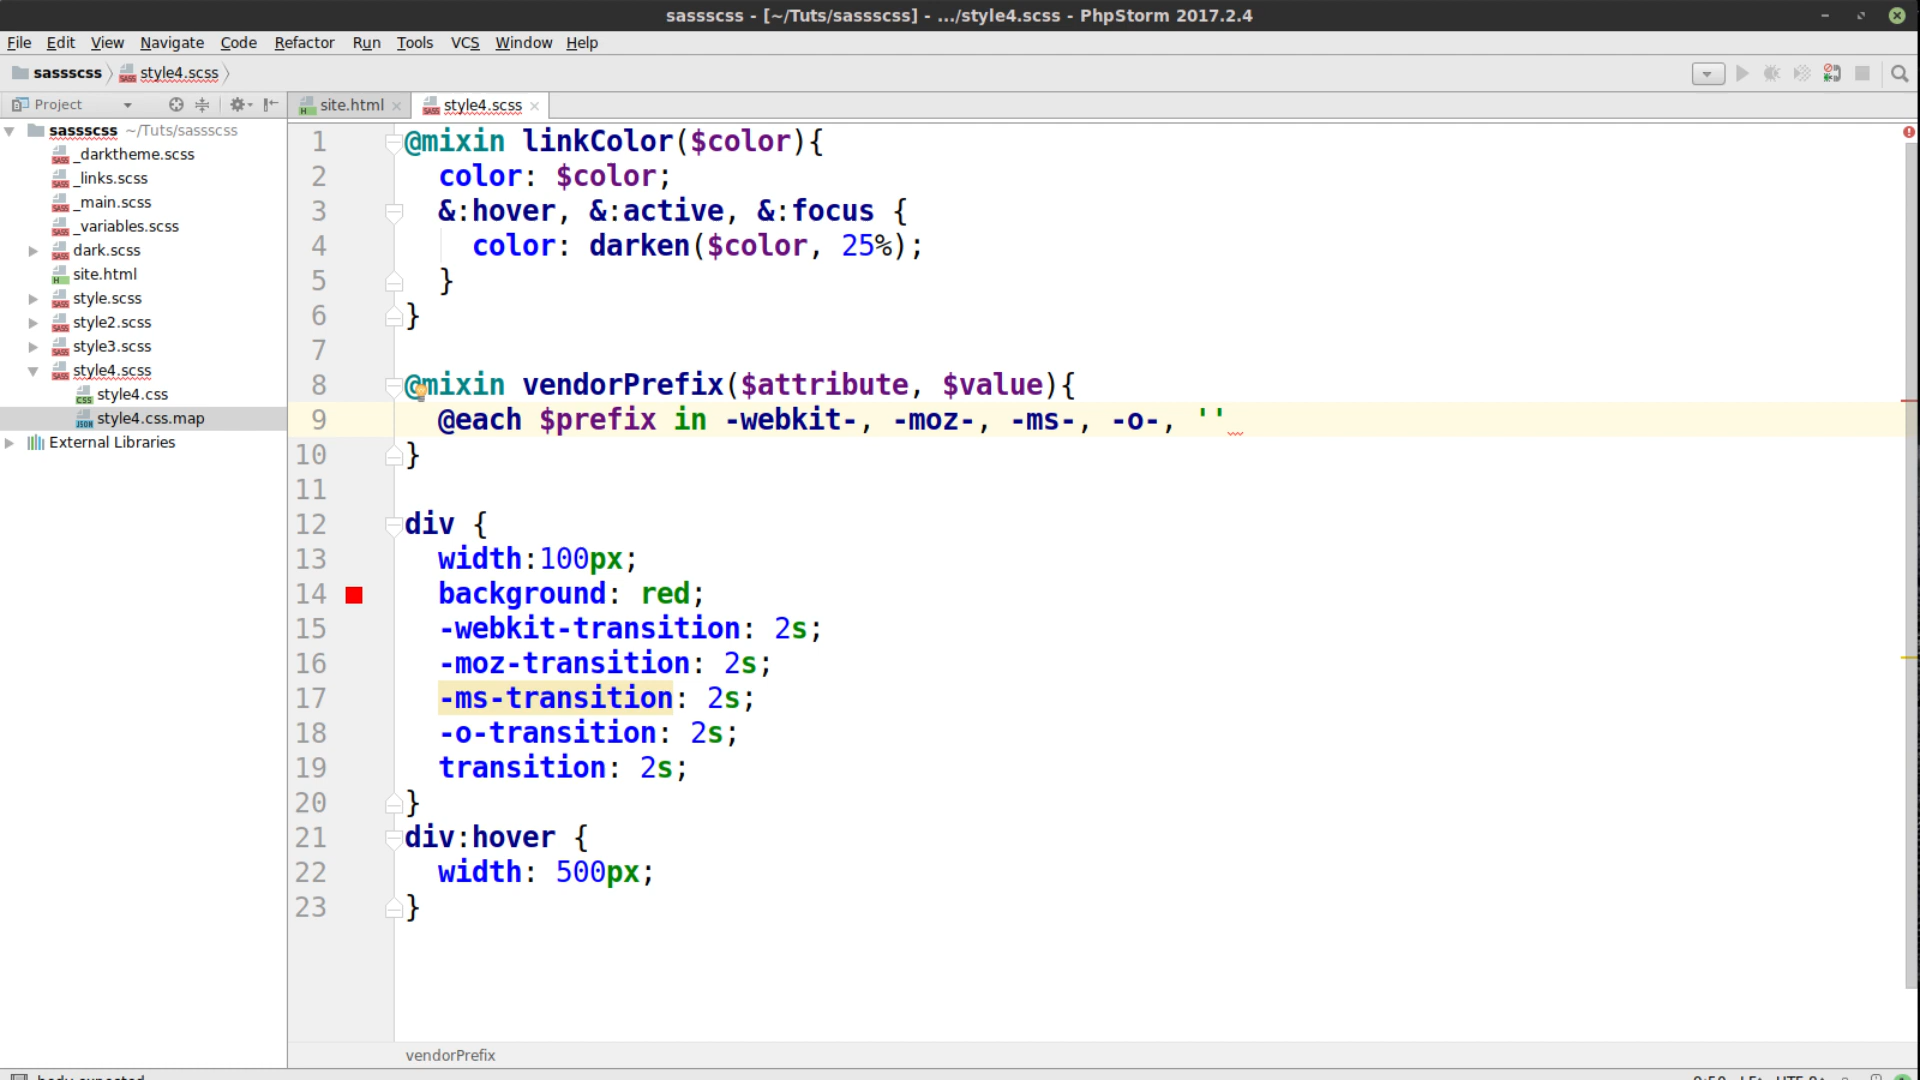 sassscss - [~/Tuts/sassscss] - .../style4.scss - PhpStorm 2017.2.4
File Edit View Navigate Code Refactor Run Tools VCS Window Help
sassscss style4.scss
Project
site.html style4.scss
sassscss ~/Tuts/sassscss
_darktheme.scss
_links.scss
_main.scss
_variables.scss
dark.scss
site.html
style.scss
style2.scss
style3.scss
style4.scss
style4.css
style4.css.map
External Libraries
1 @mixin linkColor($color){
2 color: $color;
3 &:hover, &:active, &:focus {
4 color: darken($color, 25%);
5 }
6 }
7
8 @mixin vendorPrefix($attribute, $value){
9 @each $prefix in -webkit-, -moz-, -ms-, -o-, ''
10 }
11
12 div {
13 width:100px;
14 background: red;
15 -webkit-transition: 2s;
16 -moz-transition: 2s;
17 -ms-transition: 2s;
18 -o-transition: 2s;
19 transition: 2s;
20 }
21 div:hover {
22 width: 500px;
23 }
vendorPrefix
body expected